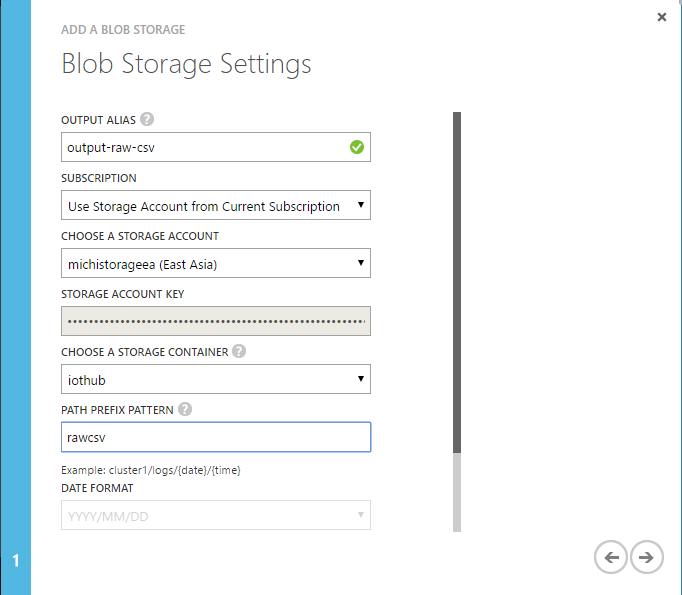 ADD A BLOB STORAGE
Blob Storage Settings
OUTPUT ALIAS ?
output-raw-csv
SUBSCRIPTION
Use Storage Account from Current Subscription
CHOOSE A STORAGE ACCOUNT
michistorageea (East Asia)
STORAGE ACCOUNT KEY
CHOOSE A STORAGE CONTAINER ?
iothub
PATH PREFIX PATTERN ?
rawcsv
Example: cluster1/logs/{date}/{time}
DATE FORMAT
YYYY/MM/DD
1